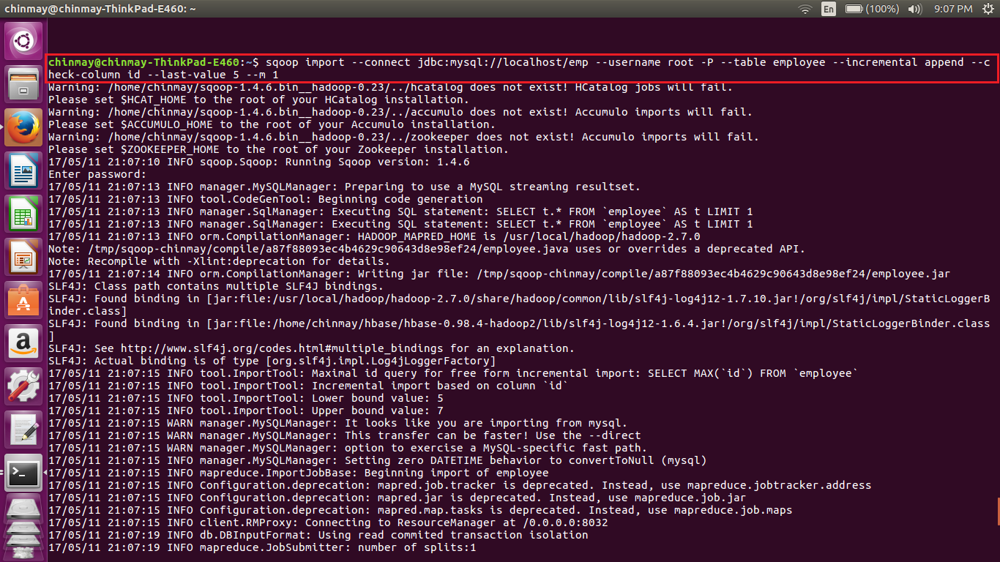 chinmay@chinmay-ThinkPad-E460: ~
En
(100%)
9:07 PM
chinmay@chinmay-ThinkPad-E460:~$ sqoop import --connect jdbc:mysql://localhost/emp --username root -P --table employee --incremental append --c
heck-column id --last-value 5 --m 1
Warning: /home/chinmay/sqoop-1.4.6.bin__hadoop-0.23/../hcatalog does not exist! HCatalog jobs will fail.
Please set $HCAT_HOME to the root of your HCatalog installation.
Warning: /home/chinmay/sqoop-1.4.6.bin__hadoop-0.23/../accumulo does not exist! Accumulo imports will fail.
Please set $ACCUMULO_HOME to the root of your Accumulo installation.
Warning: /home/chinmay/sqoop-1.4.6.bin__hadoop-0.23/../zookeeper does not exist! Accumulo imports will fail.
Please set $ZOOKEEPER_HOME to the root of your Zookeeper installation.
17/05/11 21:07:10 INFO sqoop.Sqoop: Running Sqoop version: 1.4.6
Enter password:
17/05/11 21:07:13 INFO manager.MySQLManager: Preparing to use a MySQL streaming resultset.
17/05/11 21:07:13 INFO tool.CodeGenTool: Beginning code generation
17/05/11 21:07:13 INFO manager.SqlManager: Executing SQL statement: SELECT t.* FROM `employee` AS t LIMIT 1
17/05/11 21:07:13 INFO manager.SqlManager: Executing SQL statement: SELECT t.* FROM `employee` AS t LIMIT 1
17/05/11 21:07:13 INFO orm.CompilationManager: HADOOP_MAPRED_HOME is /usr/local/hadoop/hadoop-2.7.0
Note: /tmp/sqoop-chinmay/compile/a87f88093ec4b4629c90643d8e98ef24/employee.java uses or overrides a deprecated API.
Note: Recompile with -Xlint:deprecation for details.
17/05/11 21:07:14 INFO orm.CompilationManager: Writing jar file: /tmp/sqoop-chinmay/compile/a87f88093ec4b4629c90643d8e98ef24/employee.jar
SLF4J: Class path contains multiple SLF4J bindings.
SLF4J: Found binding in [jar:file:/usr/local/hadoop/hadoop-2.7.0/share/hadoop/common/lib/slf4j-log4j12-1.7.10.jar!/org/slf4j/impl/StaticLoggerB
inder.class]
SLF4J: Found binding in [jar:file:/home/chinmay/hbase/hbase-0.98.4-hadoop2/lib/slf4j-log4j12-1.6.4.jar!/org/slf4j/impl/StaticLoggerBinder.class
]
SLF4J: See http://www.slf4j.org/codes.html#multiple_bindings for an explanation.
SLF4J: Actual binding is of type [org.slf4j.impl.Log4jLoggerFactory]
17/05/11 21:07:15 INFO tool.ImportTool: Maximal id query for free form incremental import: SELECT MAX(`id`) FROM `employee`
17/05/11 21:07:15 INFO tool.ImportTool: Incremental import based on column `id`
17/05/11 21:07:15 INFO tool.ImportTool: Lower bound value: 5
17/05/11 21:07:15 INFO tool.ImportTool: Upper bound value: 7
17/05/11 21:07:15 WARN manager.MySQLManager: It looks like you are importing from mysql.
17/05/11 21:07:15 WARN manager.MySQLManager: This transfer can be faster! Use the --direct
17/05/11 21:07:15 WARN manager.MySQLManager: option to exercise a MySQL-specific fast path.
17/05/11 21:07:15 INFO manager.MySQLManager: Setting zero DATETIME behavior to convertToNull (mysql)
17/05/11 21:07:15 INFO mapreduce.ImportJobBase: Beginning import of employee
17/05/11 21:07:15 INFO Configuration.deprecation: mapred.job.tracker is deprecated. Instead, use mapreduce.jobtracker.address
17/05/11 21:07:15 INFO Configuration.deprecation: mapred.jar is deprecated. Instead, use mapreduce.job.jar
17/05/11 21:07:15 INFO Configuration.deprecation: mapred.map.tasks is deprecated. Instead, use mapreduce.job.maps
17/05/11 21:07:15 INFO client.RMProxy: Connecting to ResourceManager at /0.0.0.0:8032
17/05/11 21:07:19 INFO db.DBInputFormat: Using read commited transaction isolation
17/05/11 21:07:19 INFO mapreduce.JobSubmitter: number of splits:1